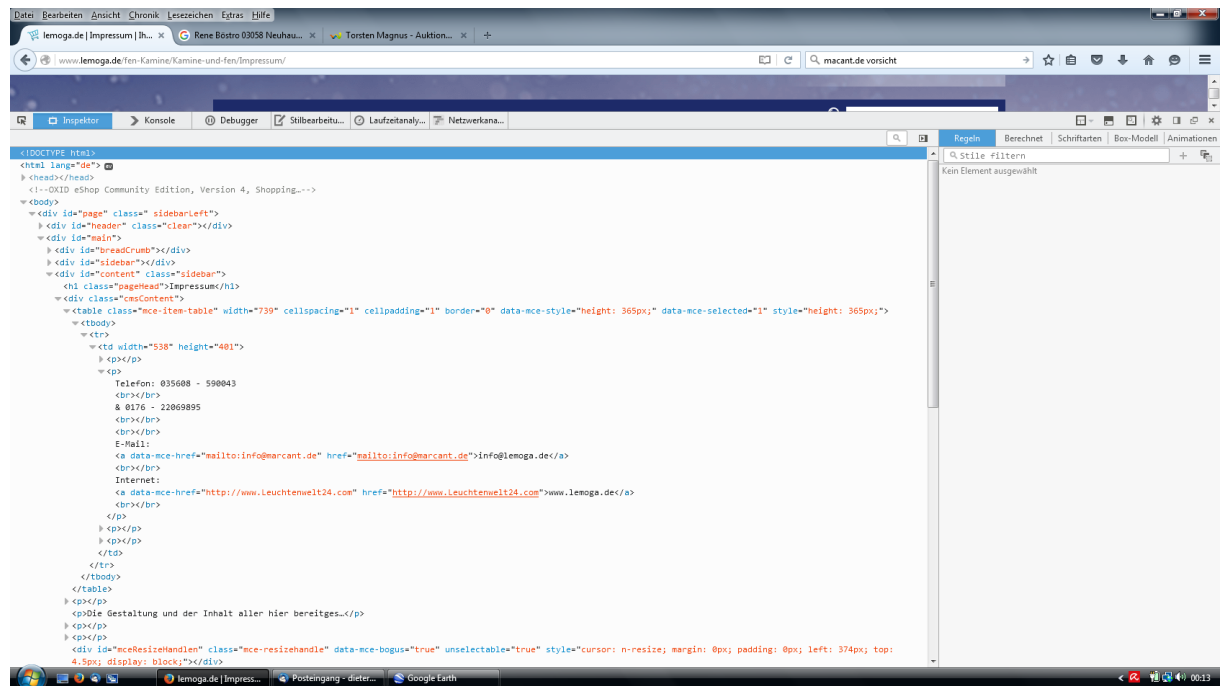 Datei Bearbeiten Ansicht Chronik Lesezeichen Extras Hilfe
lemoga.de | Impressum | Ih... × Rene Böstro 03058 Neuhau... × Torsten Magnus - Auktion... × +
www.lemoga.de/fen-Kamine/Kamine-und-fen/Impressum/ macant.de vorsicht
Inspektor Konsole Debugger Stilbearbeitu... Laufzeitanaly... Netzwerkana...
Regeln Berechnet Schriftarten Box-Modell Animationen
<!DOCTYPE html>
Stile filtern
<html lang="de"> ev
Kein Element ausgewählt
<head></head>
<!--OXID eShop Community Edition, Version 4, Shopping…-->
<body>
<div id="page" class=" sidebarLeft">
<div id="header" class="clear"></div>
<div id="main">
<div id="breadCrumb"></div>
<div id="sidebar"></div>
<div id="content" class="sidebar">
<h1 class="pageHead">Impressum</h1>
<div class="cmsContent">
<table class="mce-item-table" width="739" cellspacing="1" cellpadding="1" border="0" data-mce-style="height: 365px;" data-mce-selected="1" style="height: 365px;">
<tbody>
<tr>
<td width="538" height="401">
<p></p>
<p>
Telefon: 035608 - 590043
<br></br>
& 0176 - 22069895
<br></br>
<br></br>
E-Mail:
<a data-mce-href="mailto:info@marcant.de" href="mailto:info@marcant.de">info@lemoga.de</a>
<br></br>
Internet:
<a data-mce-href="http://www.Leuchtenwelt24.com" href="http://www.Leuchtenwelt24.com">www.lemoga.de</a>
<br></br>
</p>
<p></p>
<p></p>
</td>
</tr>
</tbody>
</table>
<p></p>
<p>Die Gestaltung und der Inhalt aller hier bereitges…</p>
<p></p>
<p></p>
<div id="mceResizeHandlen" class="mce-resizehandle" data-mce-bogus="true" unselectable="true" style="cursor: n-resize; margin: 0px; padding: 0px; left: 374px; top:
4.5px; display: block;"></div>
lemoga.de | Impress... Posteingang - dieter... Google Earth 00:13